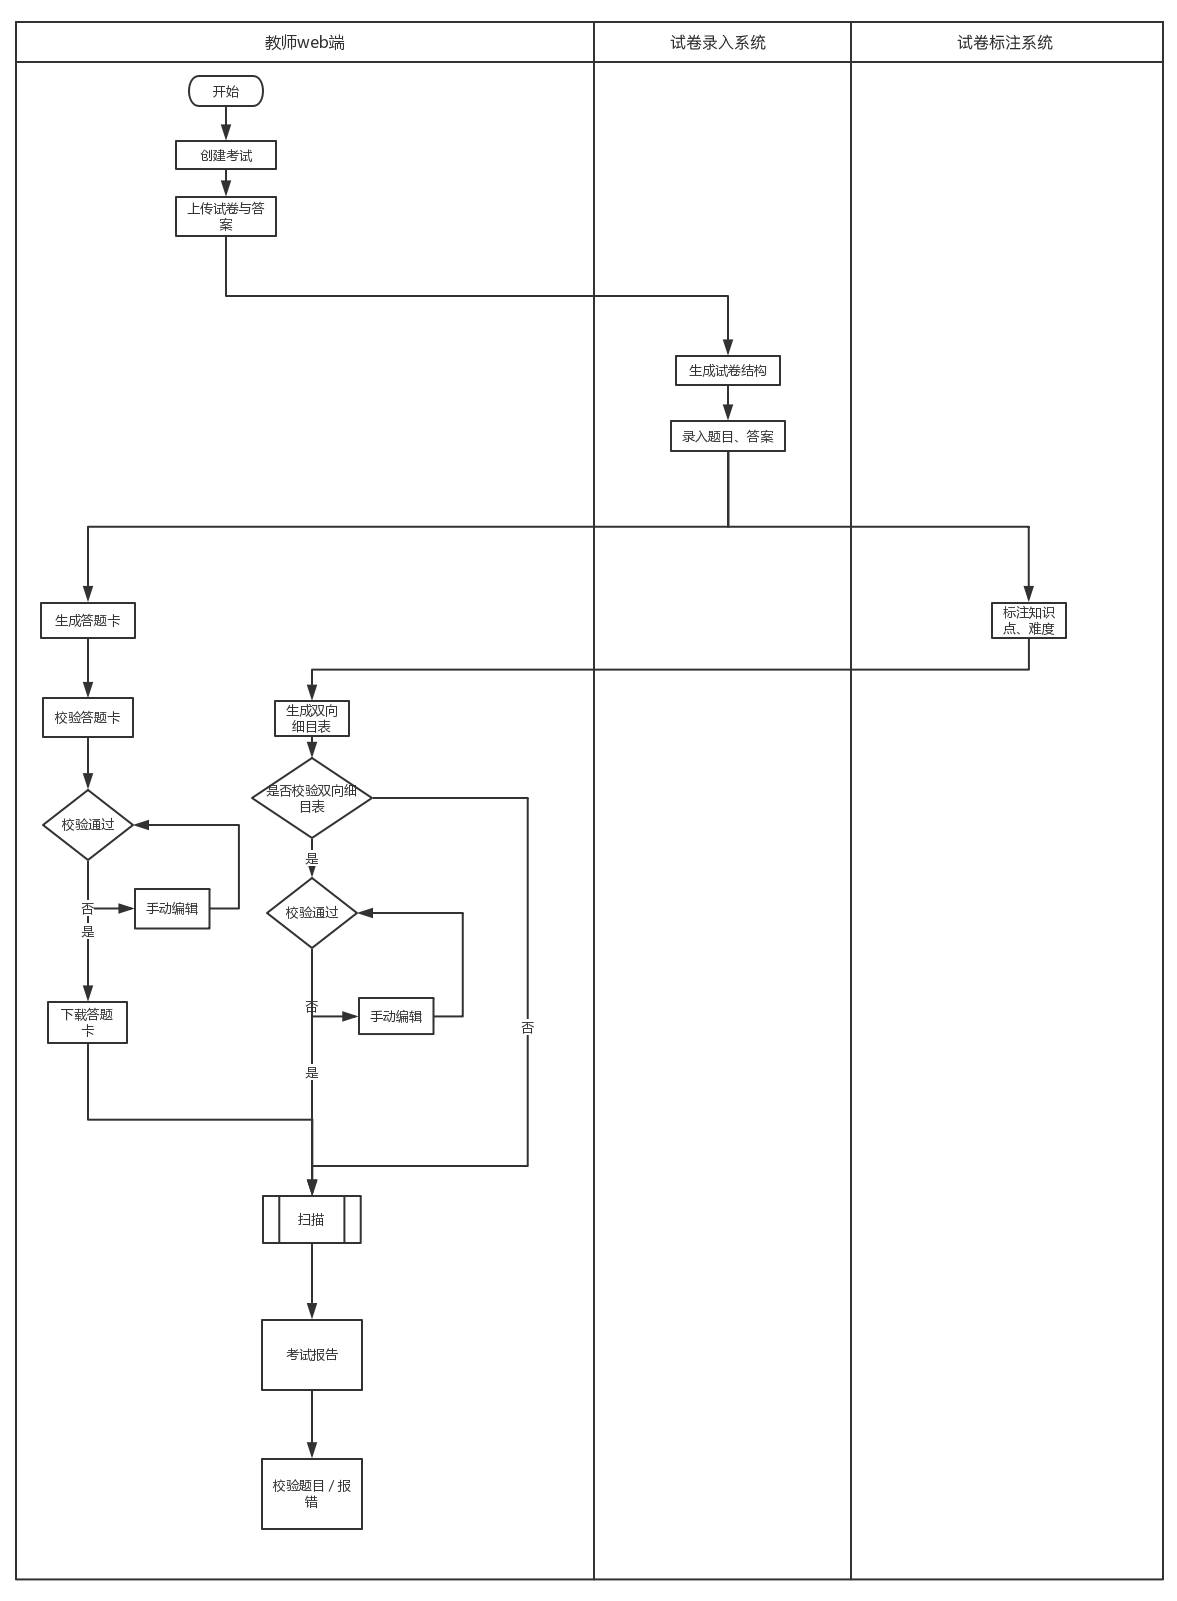 教师web端
试卷录入系统
试卷标注系统
开始
创建考试
上传试卷与答
案
生成试卷结构
录入题目、答案
生成答题卡
标注知识
点、难度
校验答题卡
生成双向
细目表
是否校验双向细
目表
校验通过
是
否
手动编辑
是
校验通过
下载答题
卡
否
手动编辑
否
是
扫描
考试报告
校验题目 / 报
错